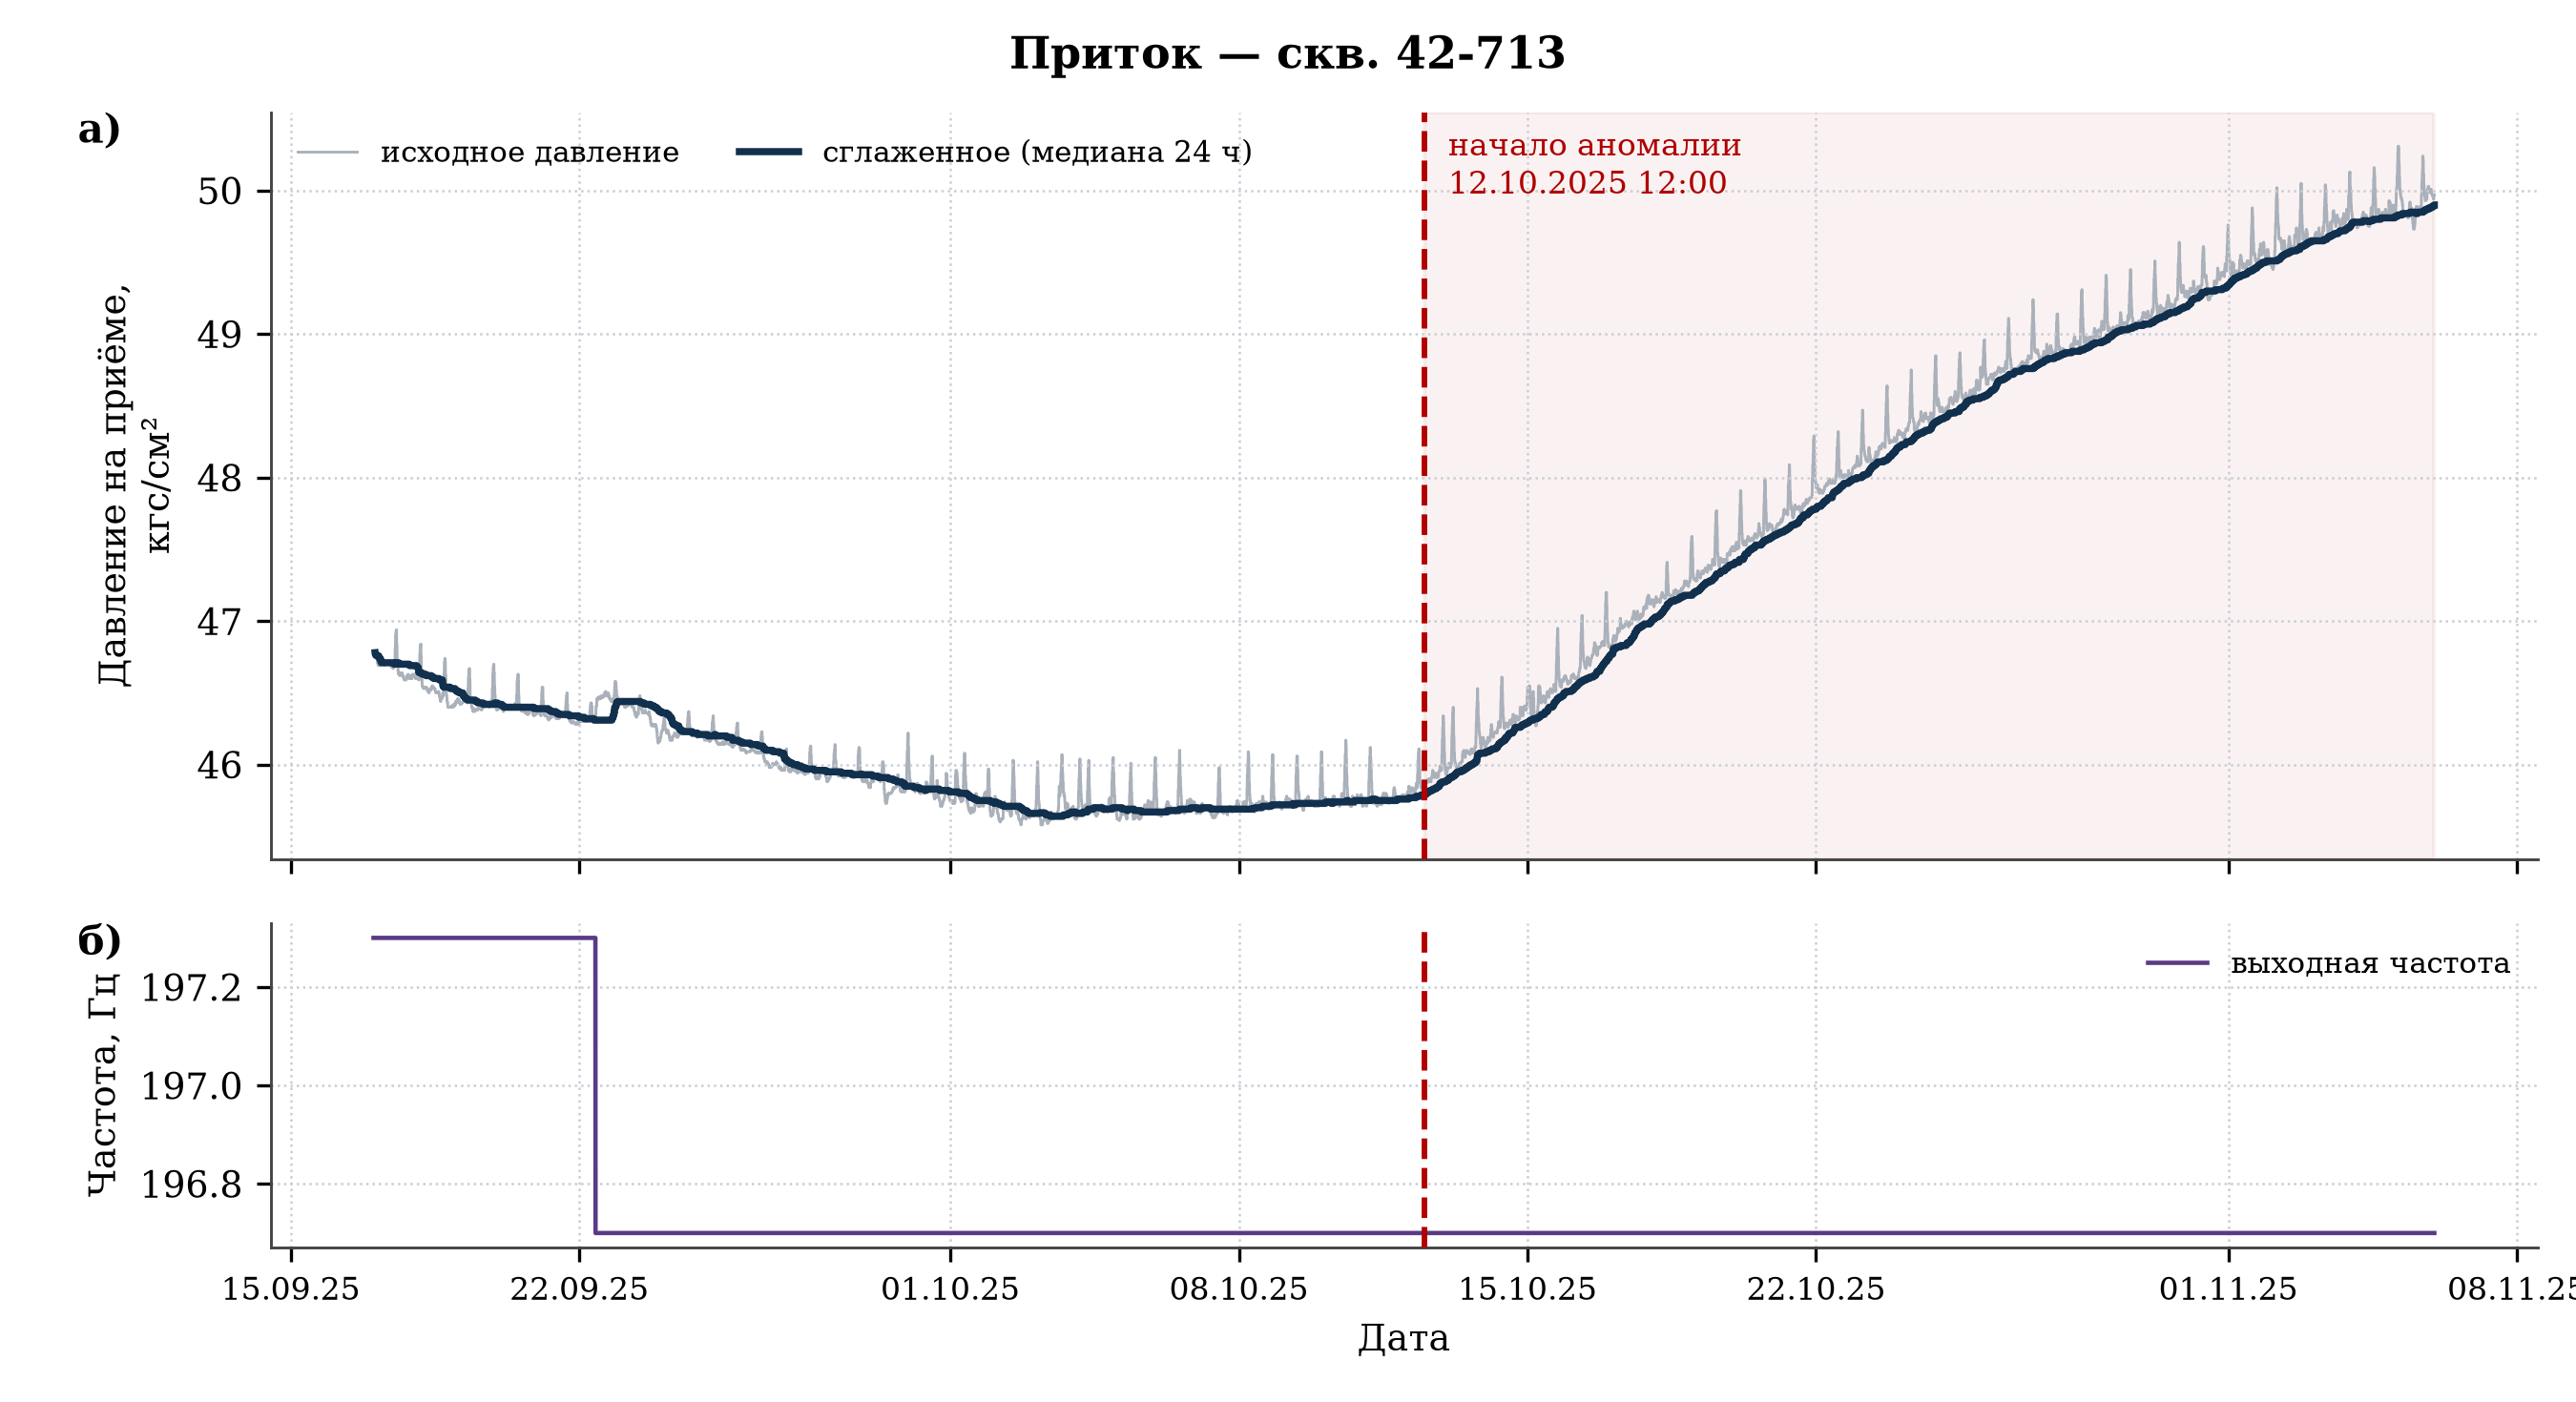 Приток — скв. 42-713
а)
исходное давление
сглаженное (медиана 24 ч)
начало аномалии
12.10.2025 12:00
Давление на приёме,
кгс/см²
50
49
48
47
46
б)
выходная частота
Частота, Гц
197.2
197.0
196.8
15.09.25
22.09.25
01.10.25
08.10.25
15.10.25
22.10.25
01.11.25
08.11.25
Дата